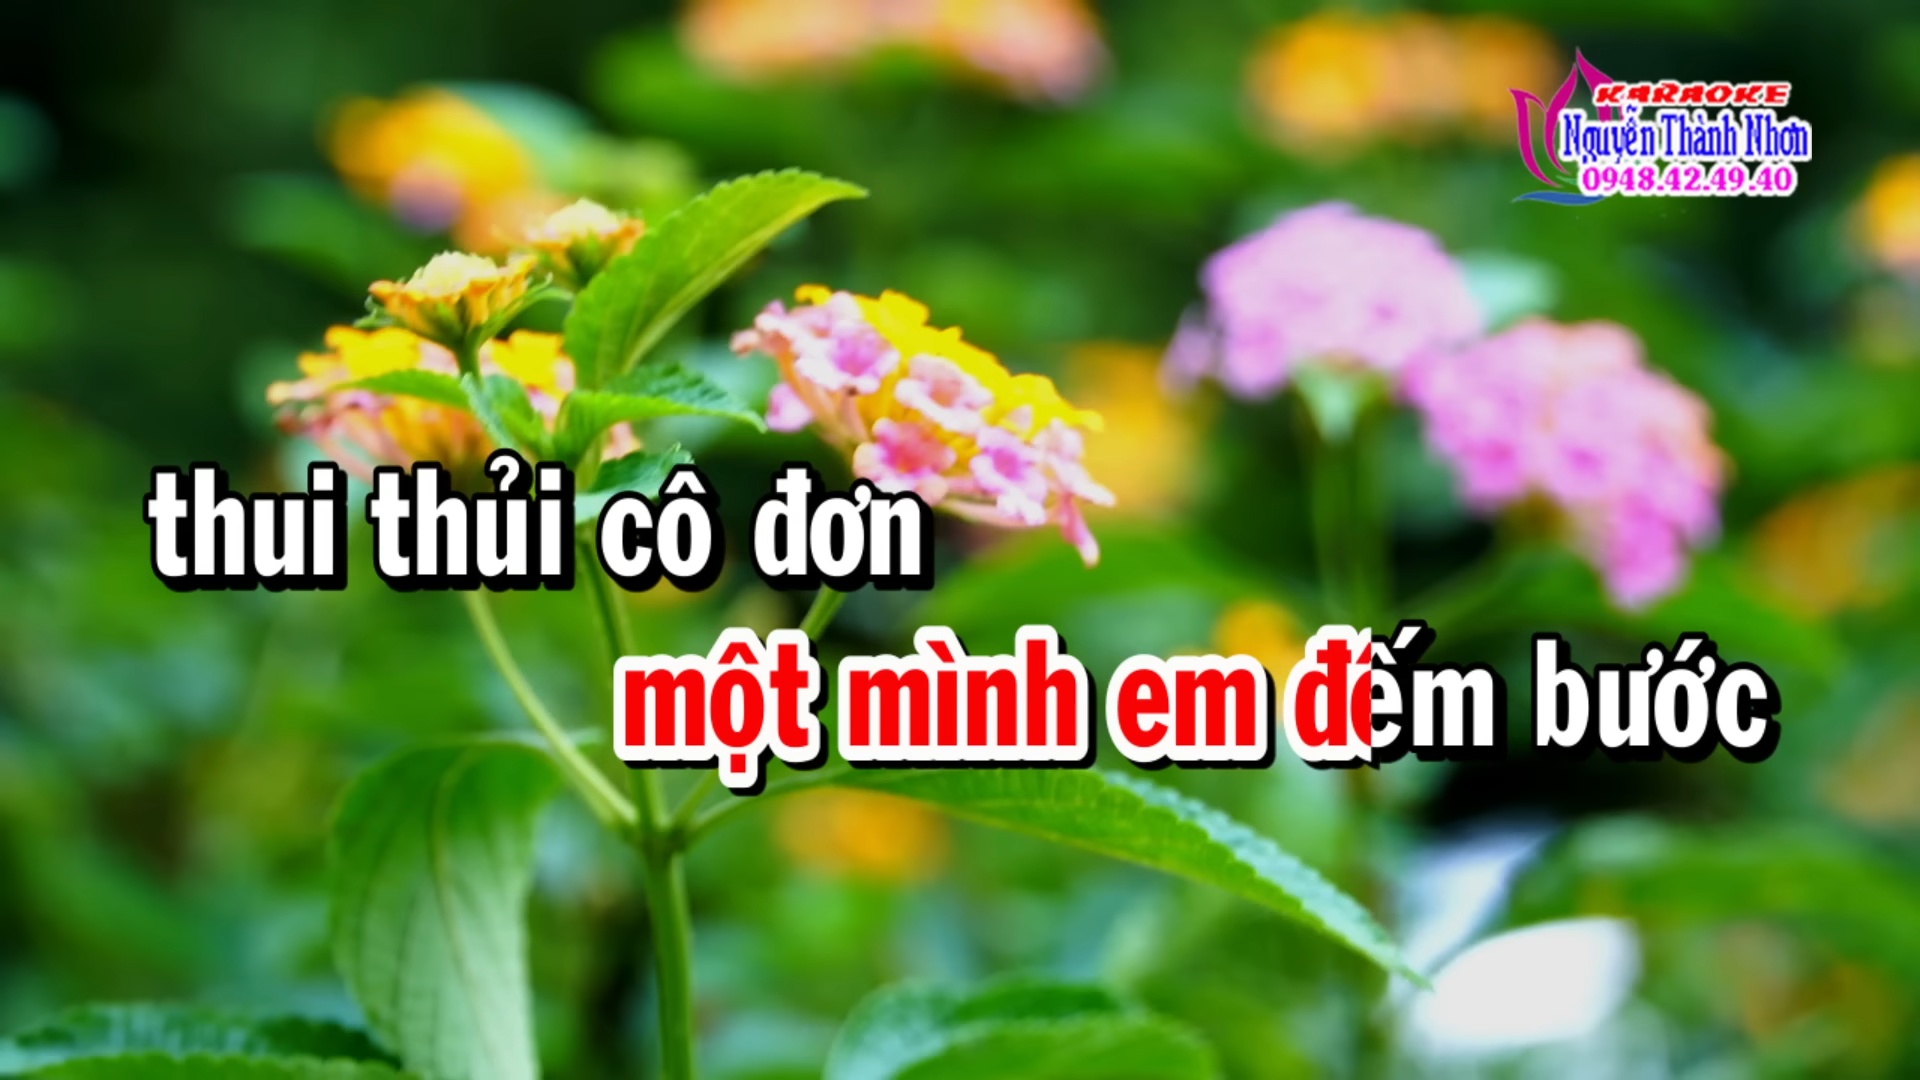 KARAOKE
Nguyễn Thành Nhơn
0948.42.49.40
thui thủi cô đơn
một mình em đếm bước